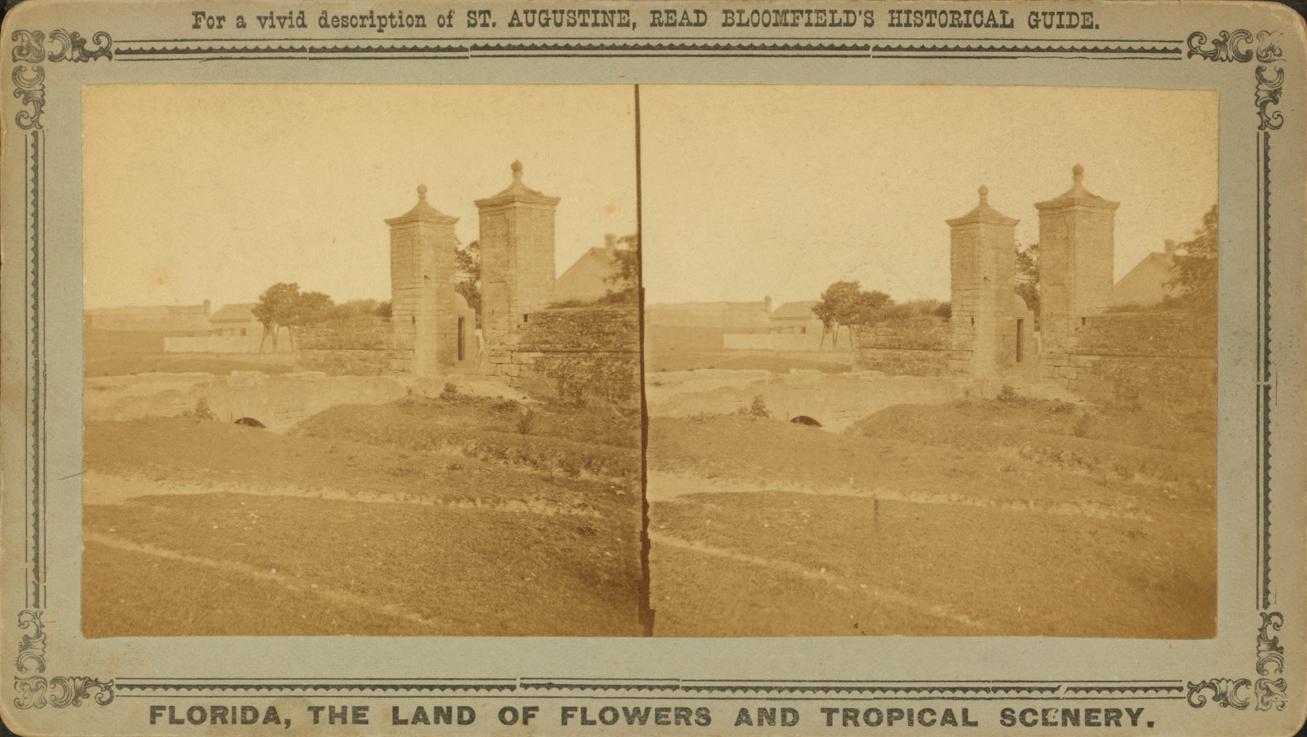 For a vivid description of ST. AUGUSTINE, READ BLOOMFIELD'S HISTORICAL GUIDE.
FLORIDA, THE LAND OF FLOWERS AND TROPICAL SCENERY.